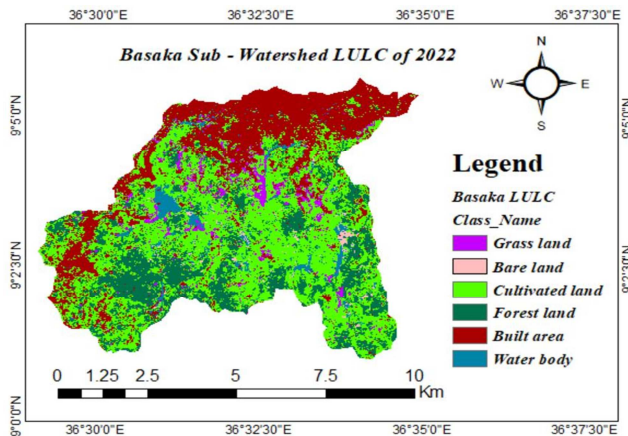 36°30'0"E 36°32'30"E 36°35'0"E 36°37'30"E
Basaka Sub - Watershed LULC of 2022
N
W E
S
9°5'0"N 9°5'0"N
Legend
Basaka LULC
Class_Name
Grass land
Bare land
Cultivated land
Forest land
Built area
Water body
9°2'30"N 9°2'30"N
0 1.25 2.5 5 7.5 10
Km
9°0'0"N 9°0'0"N
36°30'0"E 36°32'30"E 36°35'0"E 36°37'30"E